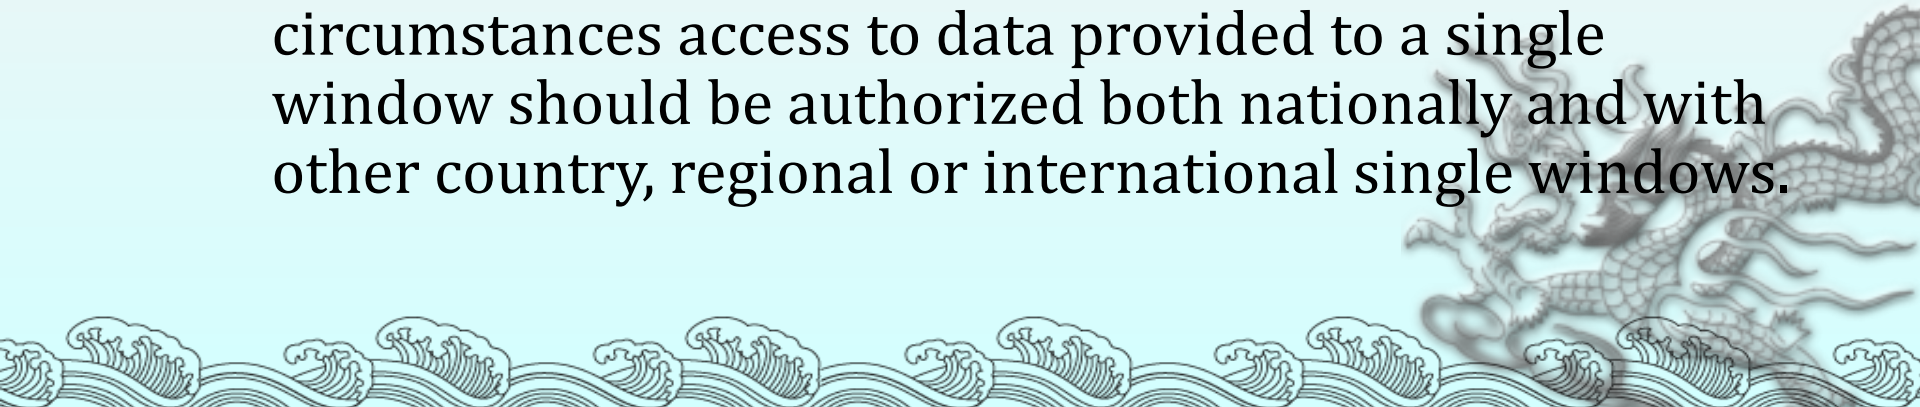 circumstances access to data provided to a single
window should be authorized both nationally and with
other country, regional or international single windows.